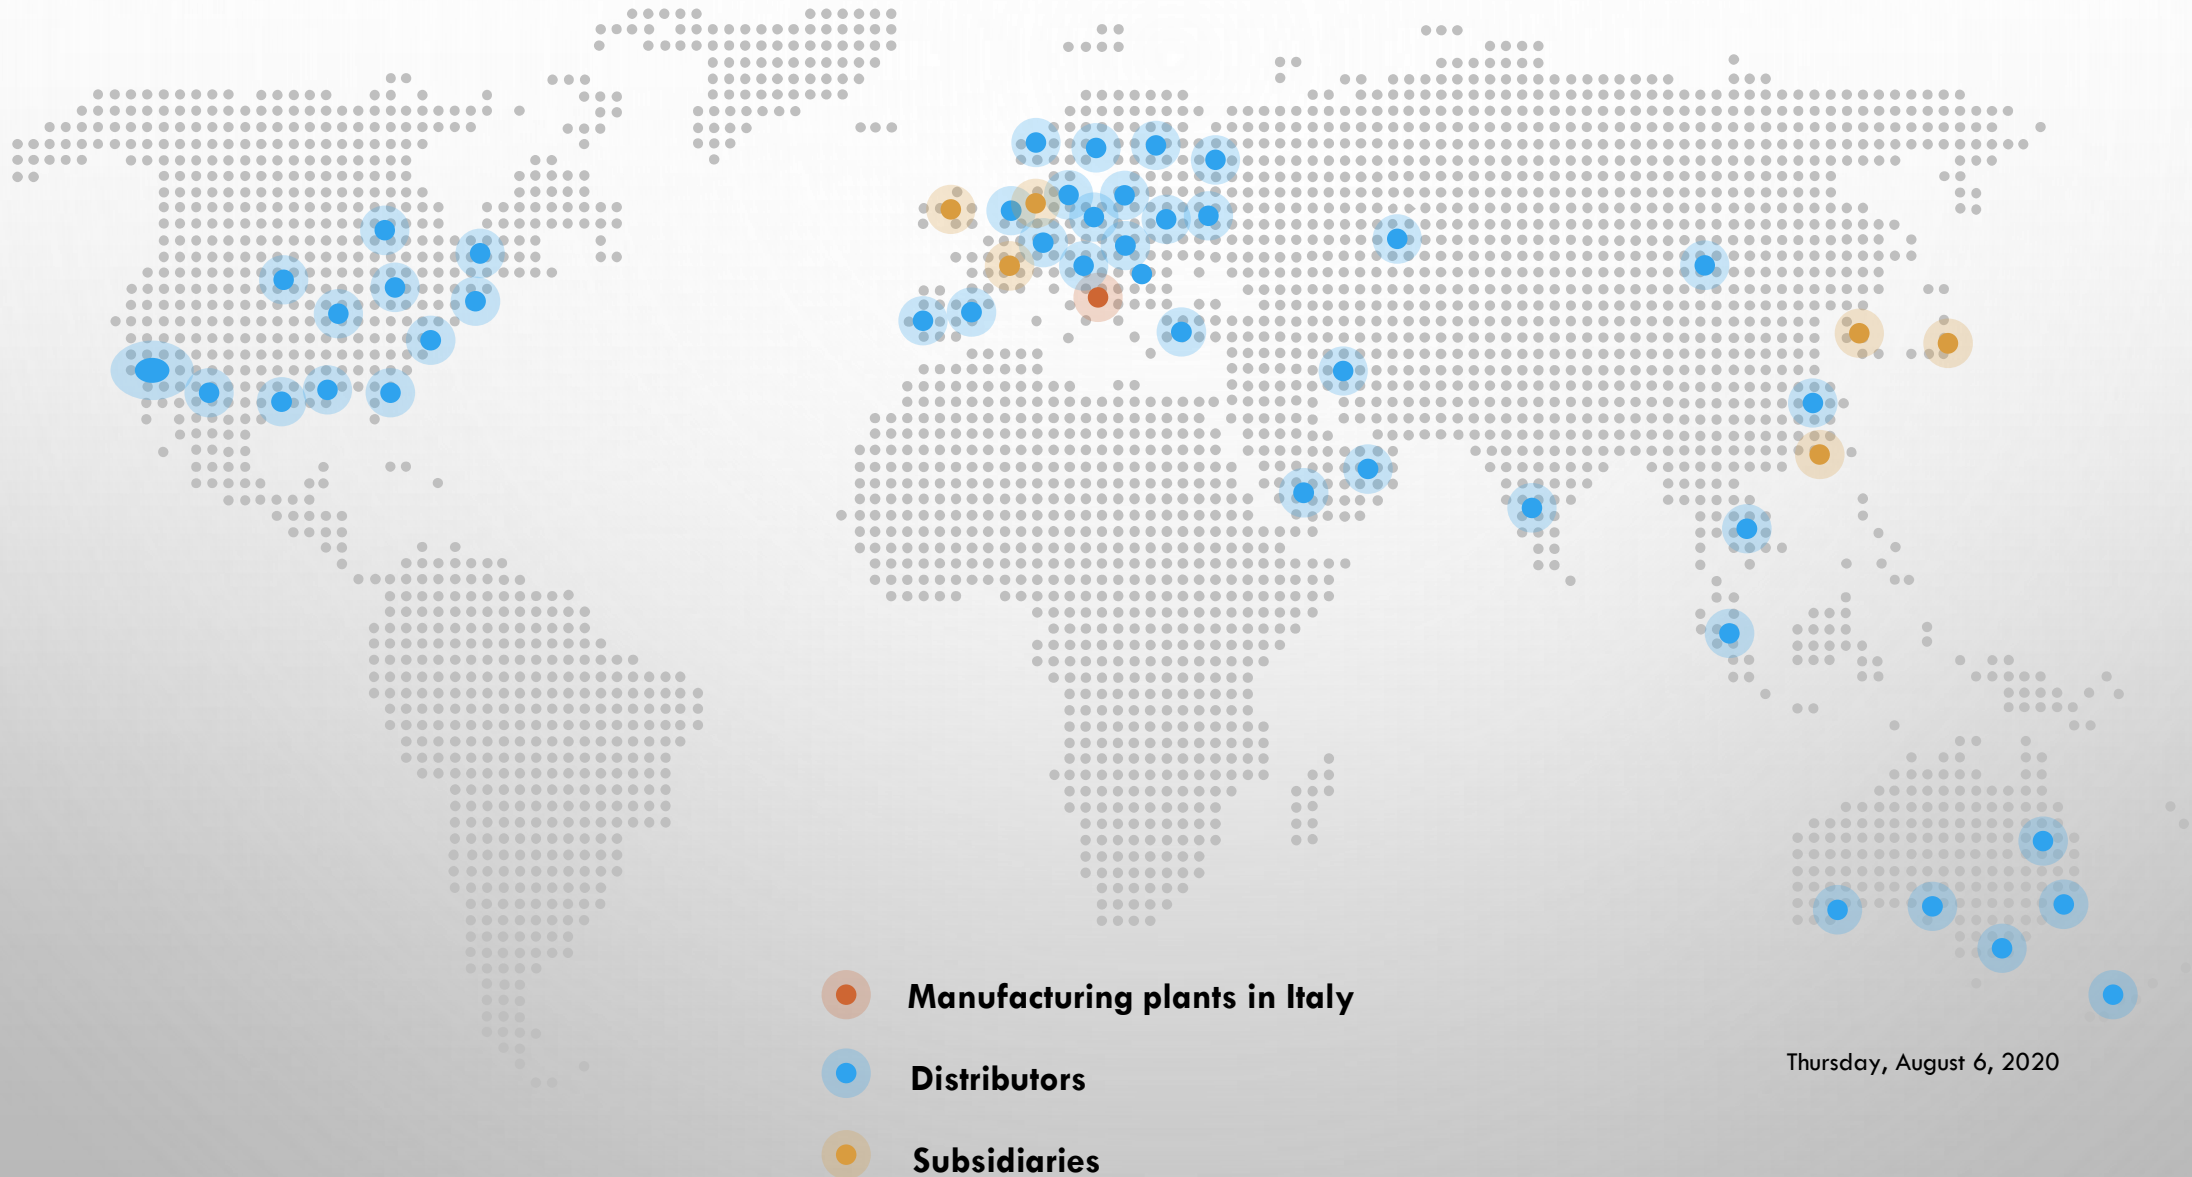 Manufacturing plants in Italy
Distributors
Thursday, August 6, 2020
Subsidiaries